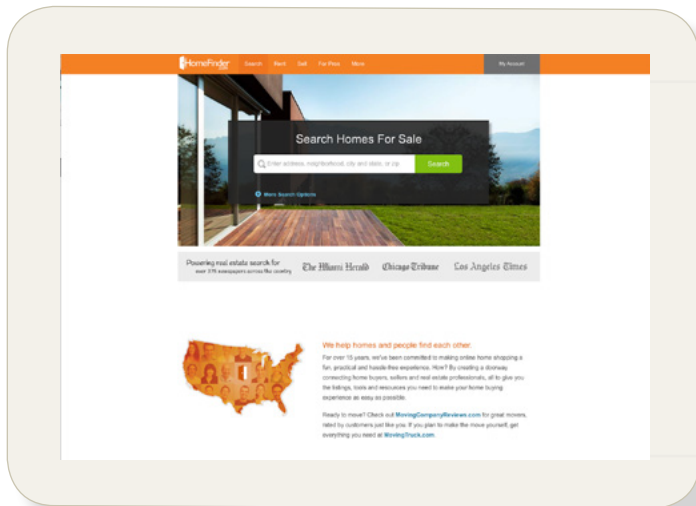 HomeFinder
.com
Search Rent Sell For Pros More
My Account
Search Homes For Sale
Enter address, neighborhood, city and state, or zip
Search
More Search Options
Powering real estate search for
over 375 newspapers across the country
The Miami Herald
Chicago Tribune
Los Angeles Times
We help homes and people find each other.
For over 15 years, we've been committed to making online home shopping a
fun, practical and hassle-free experience. How? By creating a doorway
connecting home buyers, sellers and real estate professionals, all to give you
the listings, tools and resources you need to make your home buying
experience as easy as possible.
Ready to move? Check out MovingCompanyReviews.com for great movers,
rated by customers just like you. If you plan to make the move yourself, get
everything you need at MovingTruck.com.